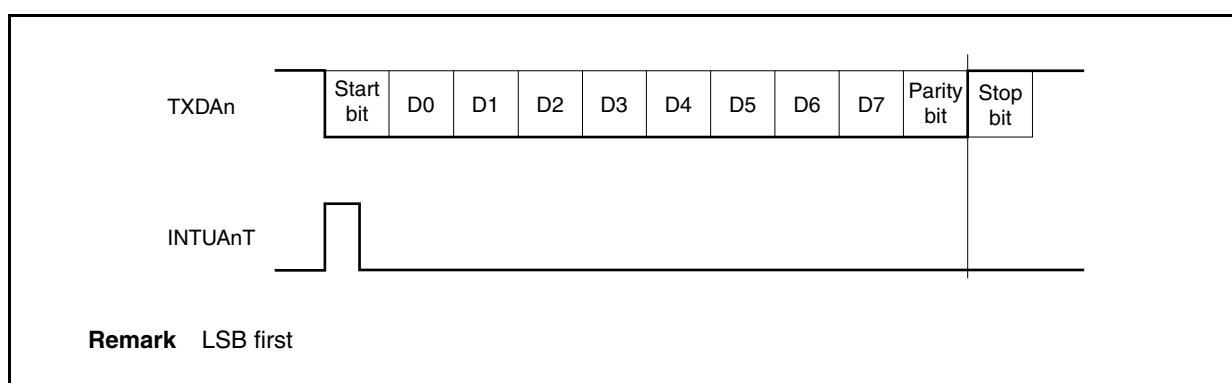 TXDAn
Start bit D0 D1 D2 D3 D4 D5 D6 D7 Parity bit Stop bit
INTUAnT
Remark LSB first